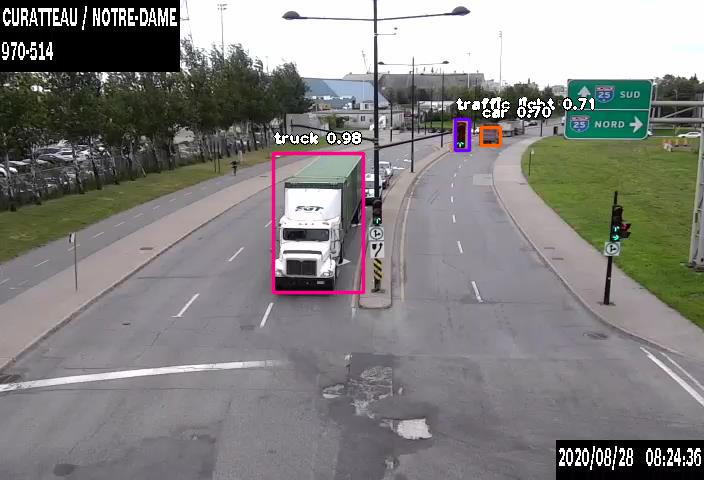 CURATTEAU / NOTRE-DAME
970-514
traffic light 0.71
car 0.70
truck 0.98
25 SUD
25 NORD
SGT
2020/08/28 08:24:36